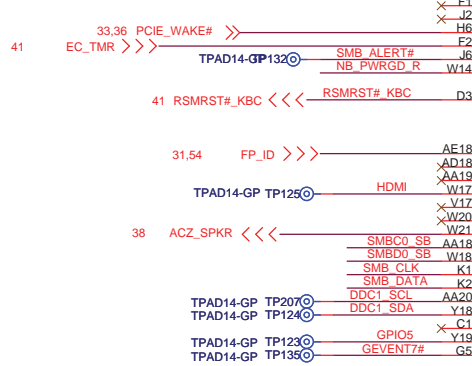 F1
J2
33,36 PCIE_WAKE# H6
41 EC_TMR F2
TPAD14-GP TP132 SMB_ALERT# J6
NB_PWRGD_R W14
41 RSMRST#_KBC RSMRST#_KBC D3
31,54 FP_ID AE18
AD18
AA19
TPAD14-GP TP125 HDMI W17
V17
W20
38 ACZ_SPKR W21
SMBC0_SB AA18
SMBD0_SB W18
SMB_CLK K1
SMB_DATA K2
TPAD14-GP TP207 DDC1_SCL AA20
TPAD14-GP TP124 DDC1_SDA Y18
C1
TPAD14-GP TP123 GPIO5 Y19
TPAD14-GP TP135 GEVENT7# G5